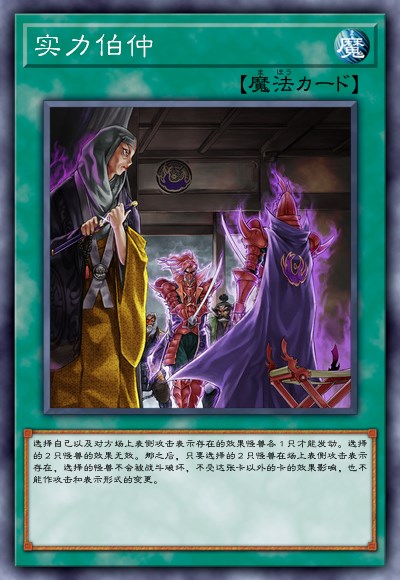 实力伯仲
魔
【魔法カード】
まほう
选择自己以及对方场上表侧攻击表示存在的效果怪兽各１只才能发动。选择
的２只怪兽的效果无效。那之后，只要选择的２只怪兽在场上表侧攻击表示
存在，选择的怪兽不会被战斗破坏，不受这张卡以外的卡的效果影响，也不
能作攻击和表示形式的变更。